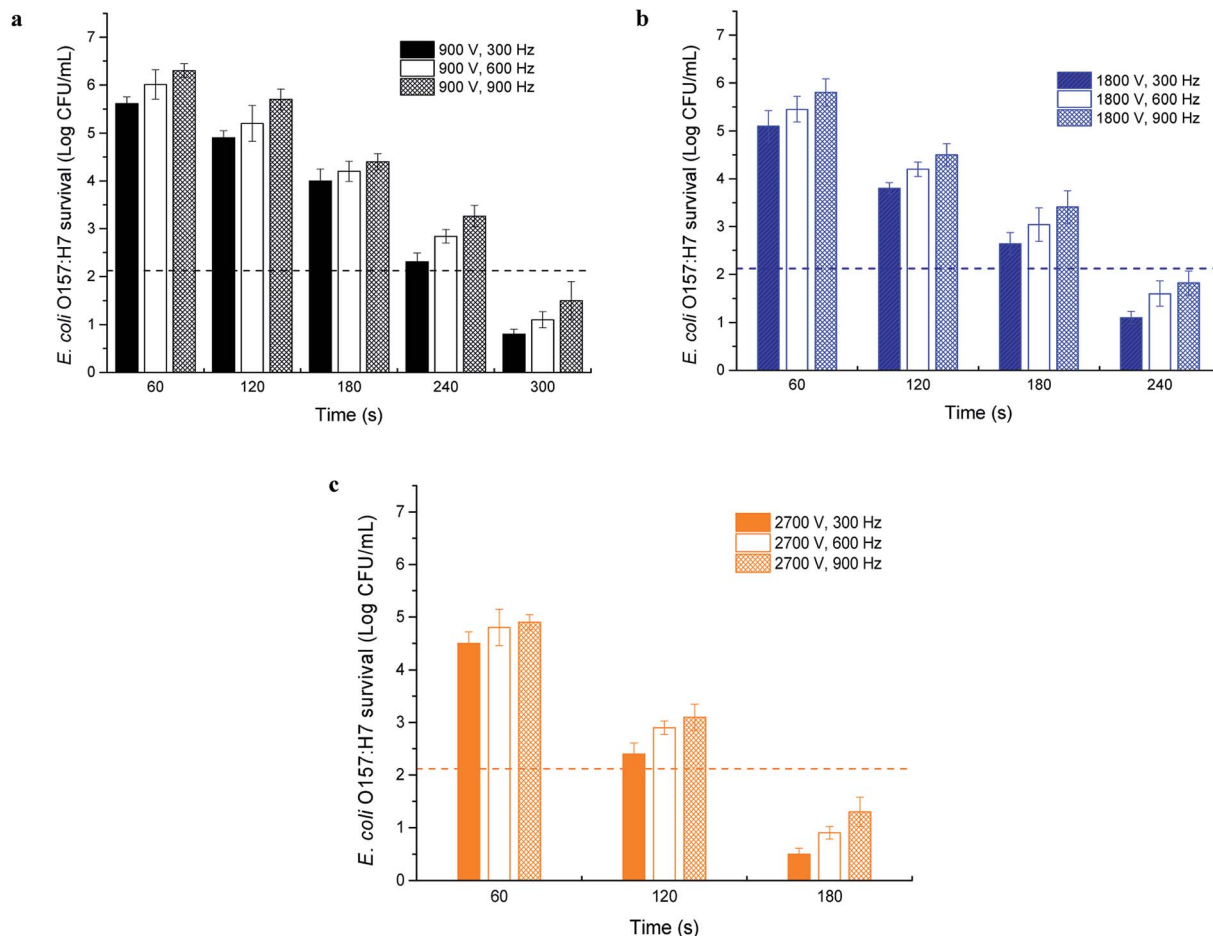 a
E. coli O157:H7 survival (Log CFU/mL)
7
6
5
4
3
2
1
0
900 V, 300 Hz
900 V, 600 Hz
900 V, 900 Hz
60 120 180 240 300
Time (s)
b
E. coli O157:H7 survival (Log CFU/mL)
7
6
5
4
3
2
1
0
1800 V, 300 Hz
1800 V, 600 Hz
1800 V, 900 Hz
60 120 180 240
Time (s)
c
E. coli O157:H7 survival (Log CFU/mL)
7
6
5
4
3
2
1
0
2700 V, 300 Hz
2700 V, 600 Hz
2700 V, 900 Hz
60 120 180
Time (s)